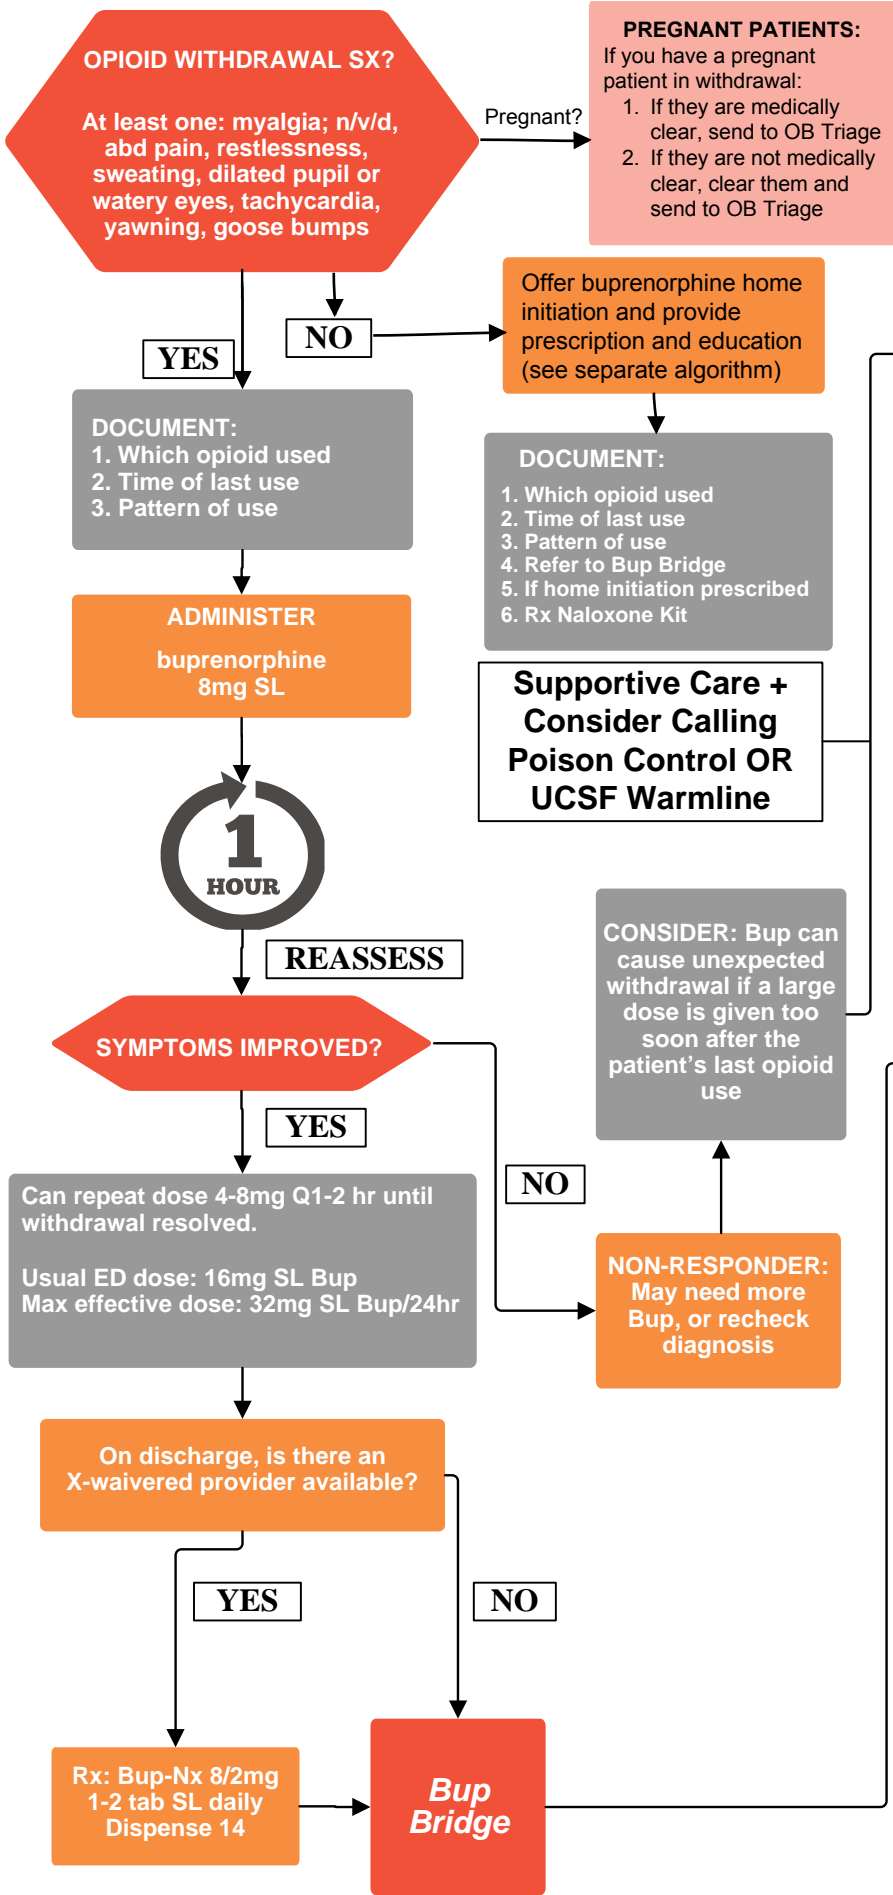 OPIOID WITHDRAWAL SX?
At least one: myalgia; n/v/d,
abd pain, restlessness,
sweating, dilated pupil or
watery eyes, tachycardia,
yawning, goose bumps
Pregnant?
PREGNANT PATIENTS:
If you have a pregnant
patient in withdrawal:
1. If they are medically
clear, send to OB Triage
2. If they are not medically
clear, clear them and
send to OB Triage
YES
NO
Offer buprenorphine home
initiation and provide
prescription and education
(see separate algorithm)
DOCUMENT:
1. Which opioid used
2. Time of last use
3. Pattern of use
DOCUMENT:
1. Which opioid used
2. Time of last use
3. Pattern of use
4. Refer to Bup Bridge
5. If home initiation prescribed
6. Rx Naloxone Kit
ADMINISTER
buprenorphine
8mg SL
Supportive Care +
Consider Calling
Poison Control OR
UCSF Warmline
1
HOUR
REASSESS
CONSIDER: Bup can
cause unexpected
withdrawal if a large
dose is given too
soon after the
patient's last opioid
use
SYMPTOMS IMPROVED?
YES
NO
Can repeat dose 4-8mg Q1-2 hr until
withdrawal resolved.
Usual ED dose: 16mg SL Bup
Max effective dose: 32mg SL Bup/24hr
NON-RESPONDER:
May need more
Bup, or recheck
diagnosis
On discharge, is there an
X-waivered provider available?
YES
NO
Rx: Bup-Nx 8/2mg
1-2 tab SL daily
Dispense 14
Bup
Bridge